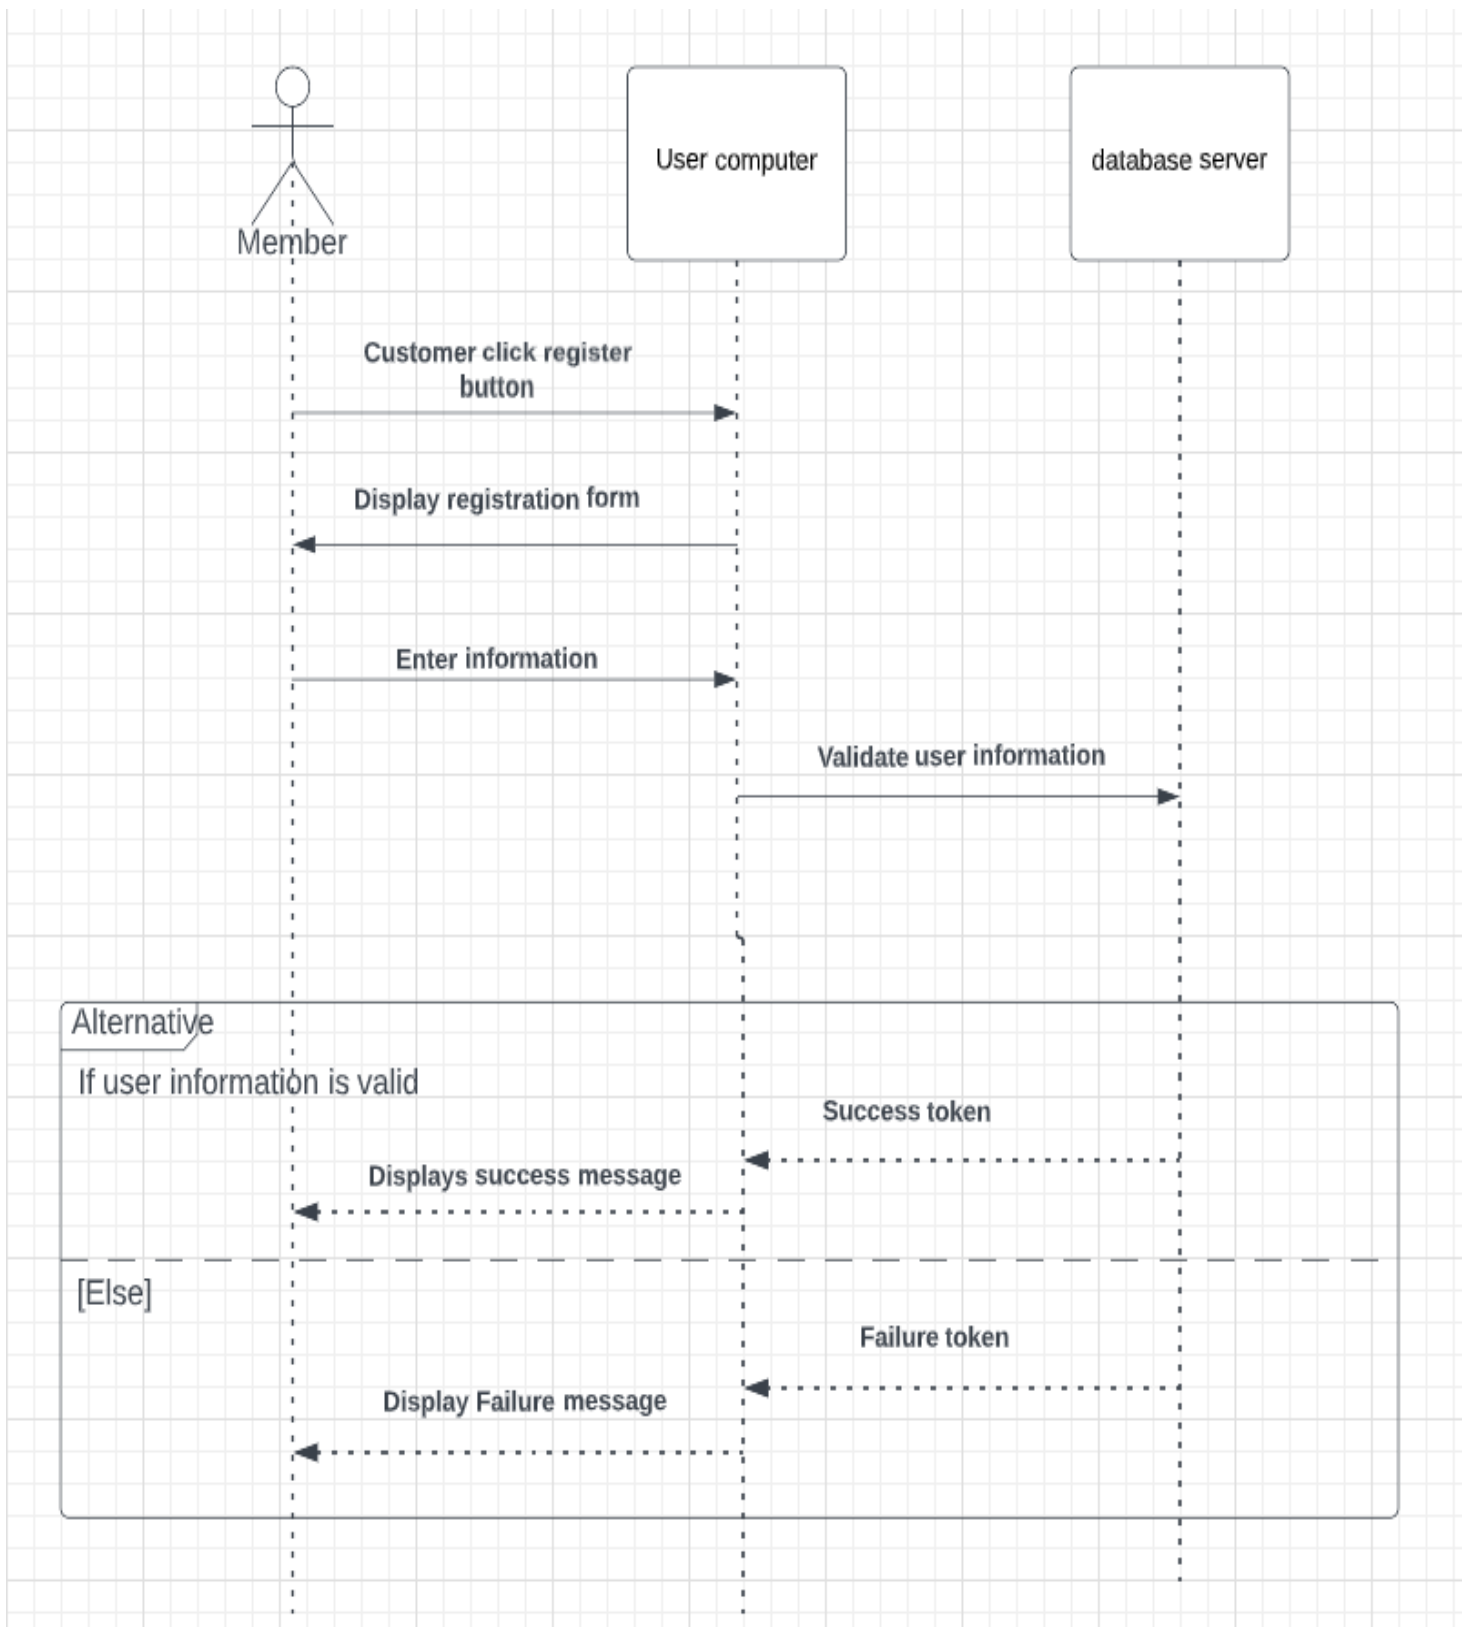 Member
User computer
database server
Customer click register
button
Display registration form
Enter information
Validate user information
Alternative
If user information is valid
Success token
Displays success message
[Else]
Failure token
Display Failure message